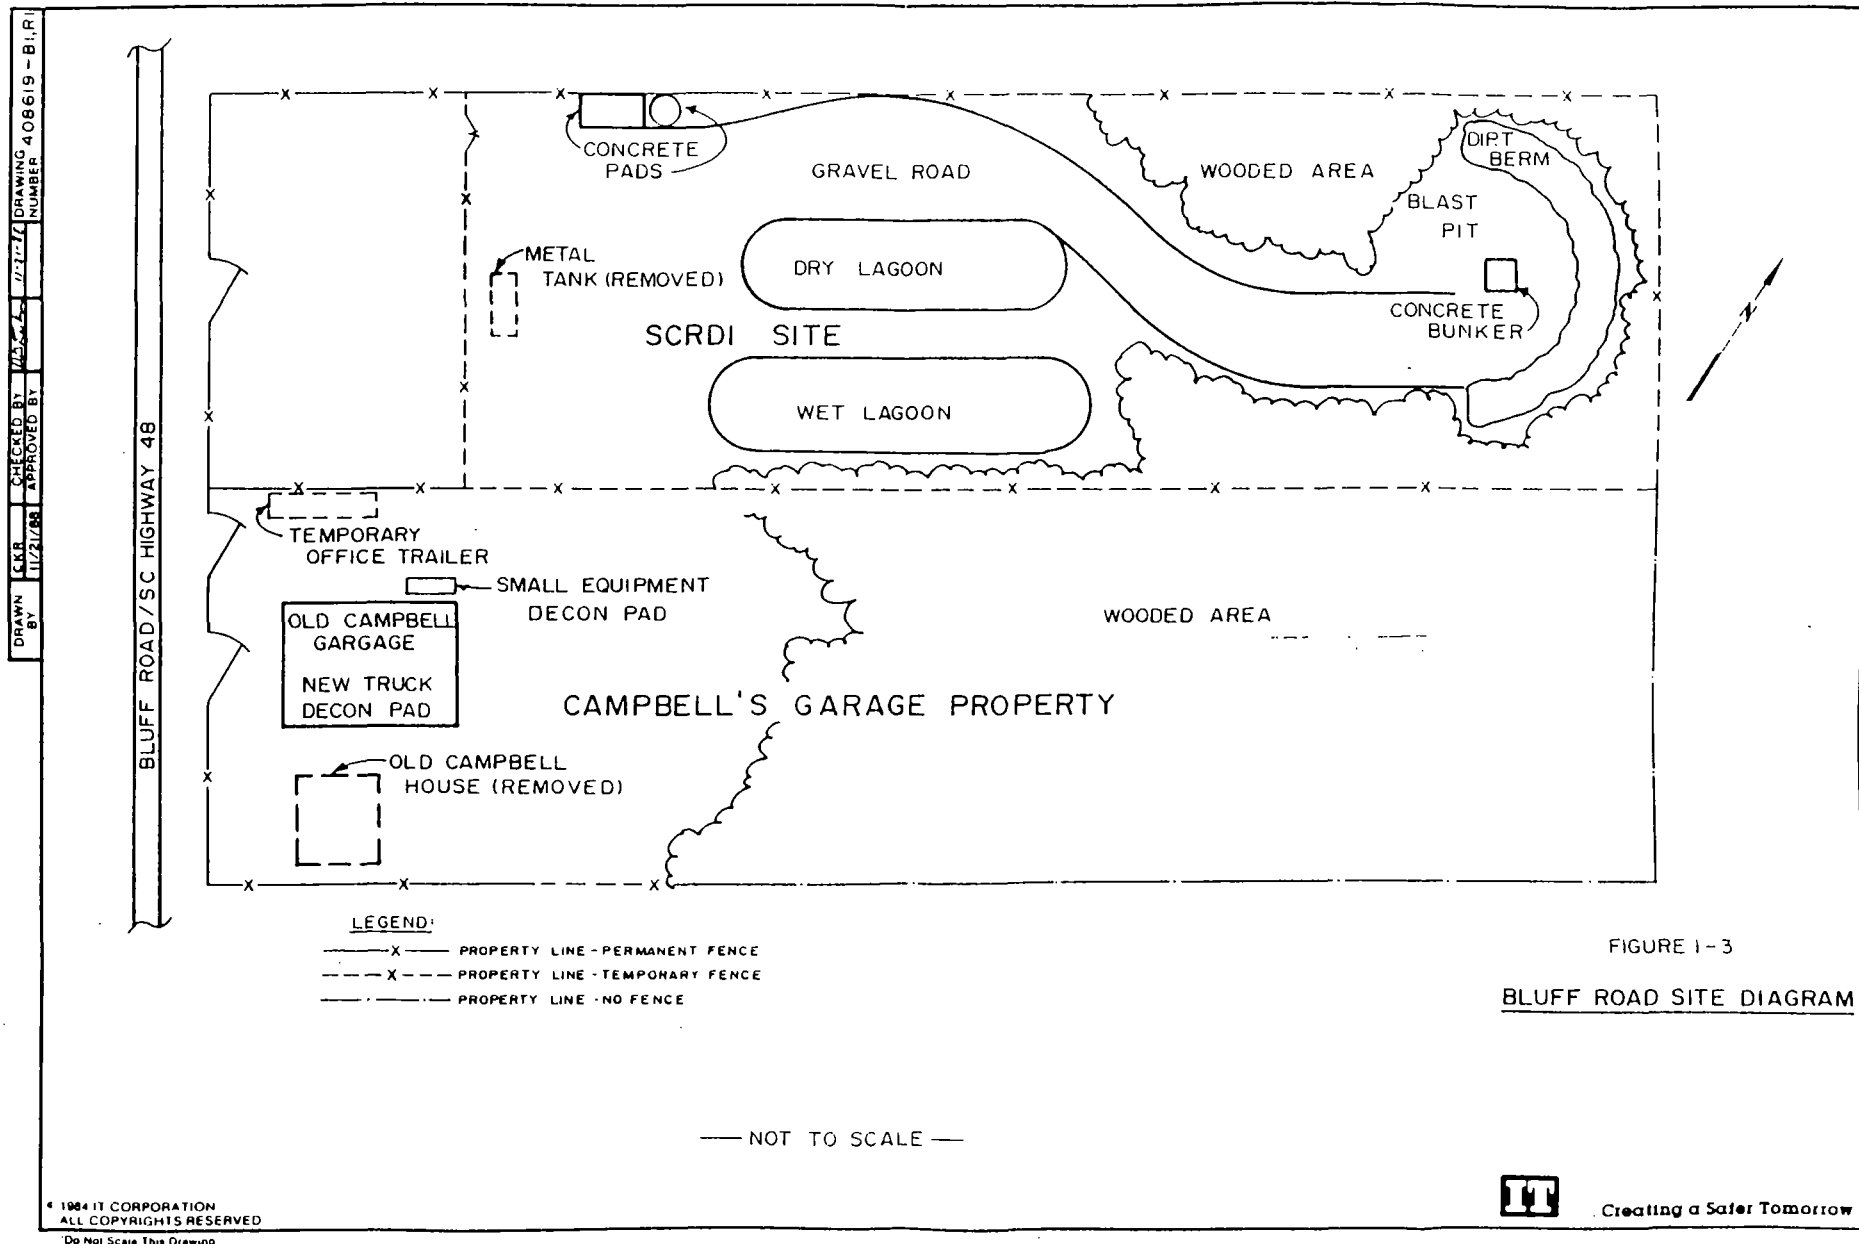 DRAWING NUMBER 408619-B1,R1
CHECKED BY
APPROVED BY
DRAWN BY
CKR
11/21/88
BLUFF ROAD/SC HIGHWAY 48
CONCRETE
PADS
GRAVEL ROAD
WOODED AREA
DIRT
BERM
BLAST
PIT
METAL
TANK (REMOVED)
DRY LAGOON
CONCRETE
BUNKER
N
SCRDI SITE
WET LAGOON
TEMPORARY
OFFICE TRAILER
SMALL EQUIPMENT
DECON PAD
OLD CAMPBELL
GARGAGE
NEW TRUCK
DECON PAD
WOODED AREA
CAMPBELL'S GARAGE PROPERTY
OLD CAMPBELL
HOUSE (REMOVED)
LEGEND:
X PROPERTY LINE - PERMANENT FENCE
X PROPERTY LINE - TEMPORARY FENCE
PROPERTY LINE - NO FENCE
FIGURE 1-3
BLUFF ROAD SITE DIAGRAM
NOT TO SCALE
1984 IT CORPORATION
ALL COPYRIGHTS RESERVED
"Do Not Scale This Drawing
IT
Creating a Safer Tomorrow